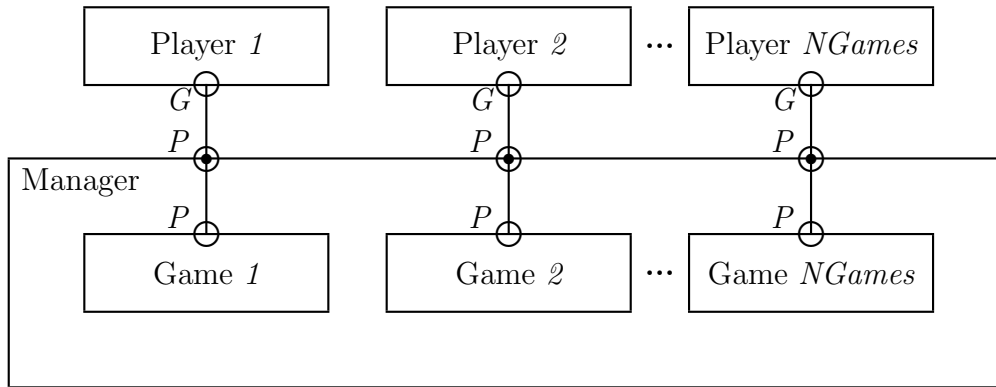 Player 1 Player 2 ... Player NGames
G G G
P P P
Manager
P P P
Game 1 Game 2 ... Game NGames